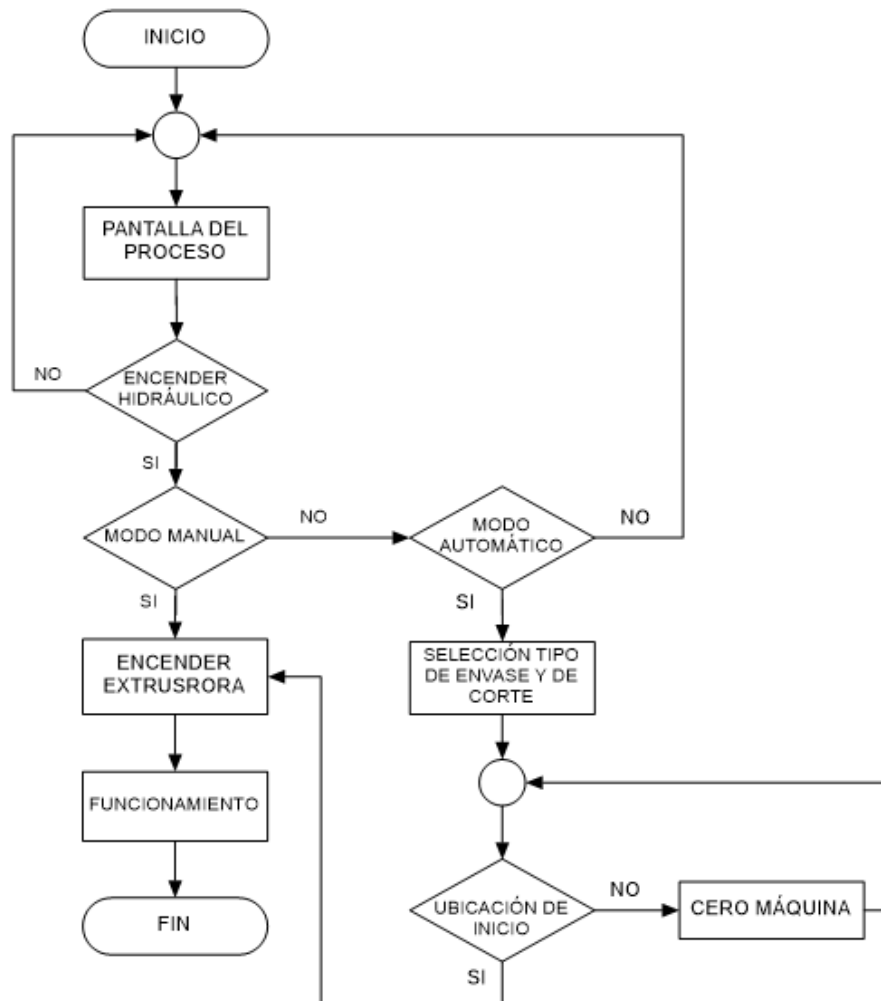 INICIO
PANTALLA DEL
PROCESO
ENCENDER
HIDRÁULICO
NO
SI
MODO MANUAL
NO
MODO
AUTOMÁTICO
NO
SI
SI
ENCENDER
EXTRUSRORA
SELECCIÓN TIPO
DE ENVASE Y DE
CORTE
FUNCIONAMIENTO
FIN
UBICACIÓN DE
INICIO
NO
CERO MÁQUINA
SI